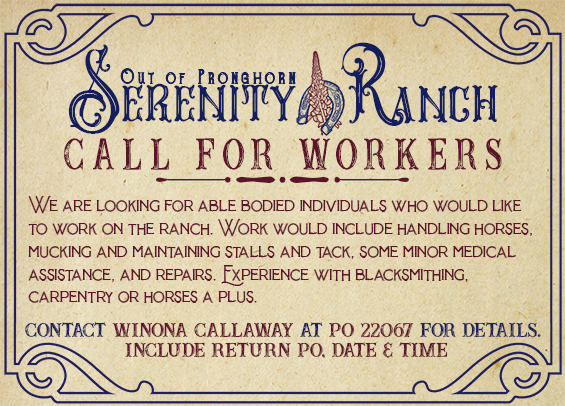 Out of Pronghorn
Serenity Ranch
CALL FOR WORKERS
We are looking for able bodied individuals who would like
to work on the ranch. Work would include handling horses,
mucking and maintaining stalls and tack, some minor medical
assistance, and repairs. Experience with blacksmithing,
carpentry or horses a plus.
CONTACT WINONA CALLAWAY AT PO 22067 FOR DETAILS.
INCLUDE RETURN PO, DATE & TIME